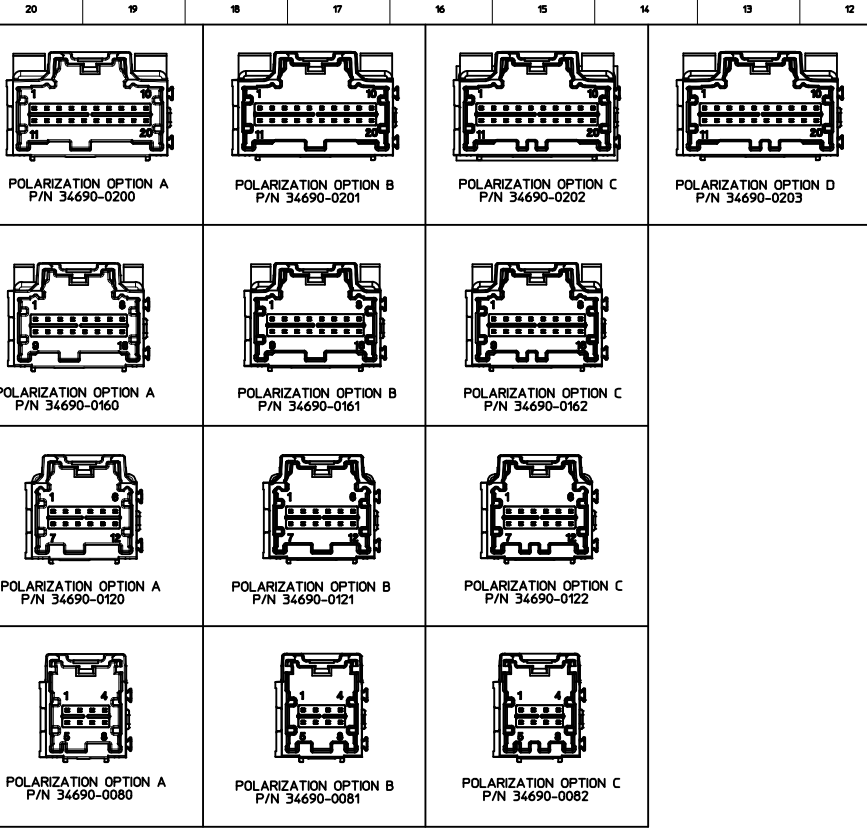 20 19 18 17 16 15 14 13 12
1 10 1 10 1 10 1 10
11 20 11 20 11 20 11 20
POLARIZATION OPTION A
P/N 34690-0200
POLARIZATION OPTION B
P/N 34690-0201
POLARIZATION OPTION C
P/N 34690-0202
POLARIZATION OPTION D
P/N 34690-0203
1 8 1 8 1 8
9 16 9 16 9 16
POLARIZATION OPTION A
P/N 34690-0160
POLARIZATION OPTION B
P/N 34690-0161
POLARIZATION OPTION C
P/N 34690-0162
1 6 1 6 1 6
7 12 7 12 7 12
POLARIZATION OPTION A
P/N 34690-0120
POLARIZATION OPTION B
P/N 34690-0121
POLARIZATION OPTION C
P/N 34690-0122
1 4 1 4 1 4
5 8 5 8 5 8
POLARIZATION OPTION A
P/N 34690-0080
POLARIZATION OPTION B
P/N 34690-0081
POLARIZATION OPTION C
P/N 34690-0082